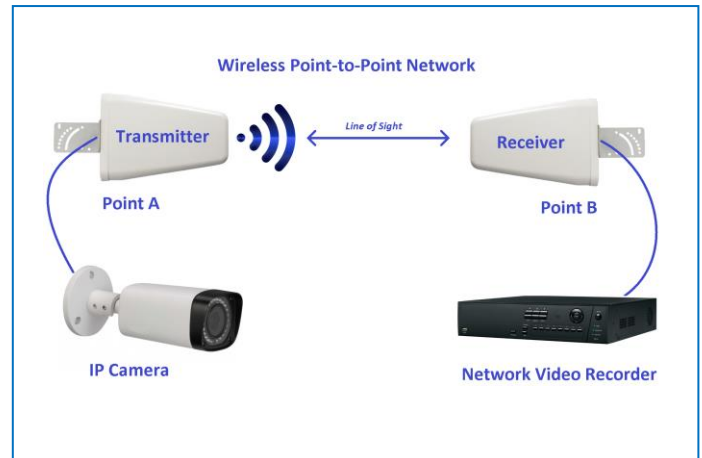 Wireless Point-to-Point Network
Transmitter
Line of Sight
Receiver
Point A
Point B
IP Camera
Network Video Recorder